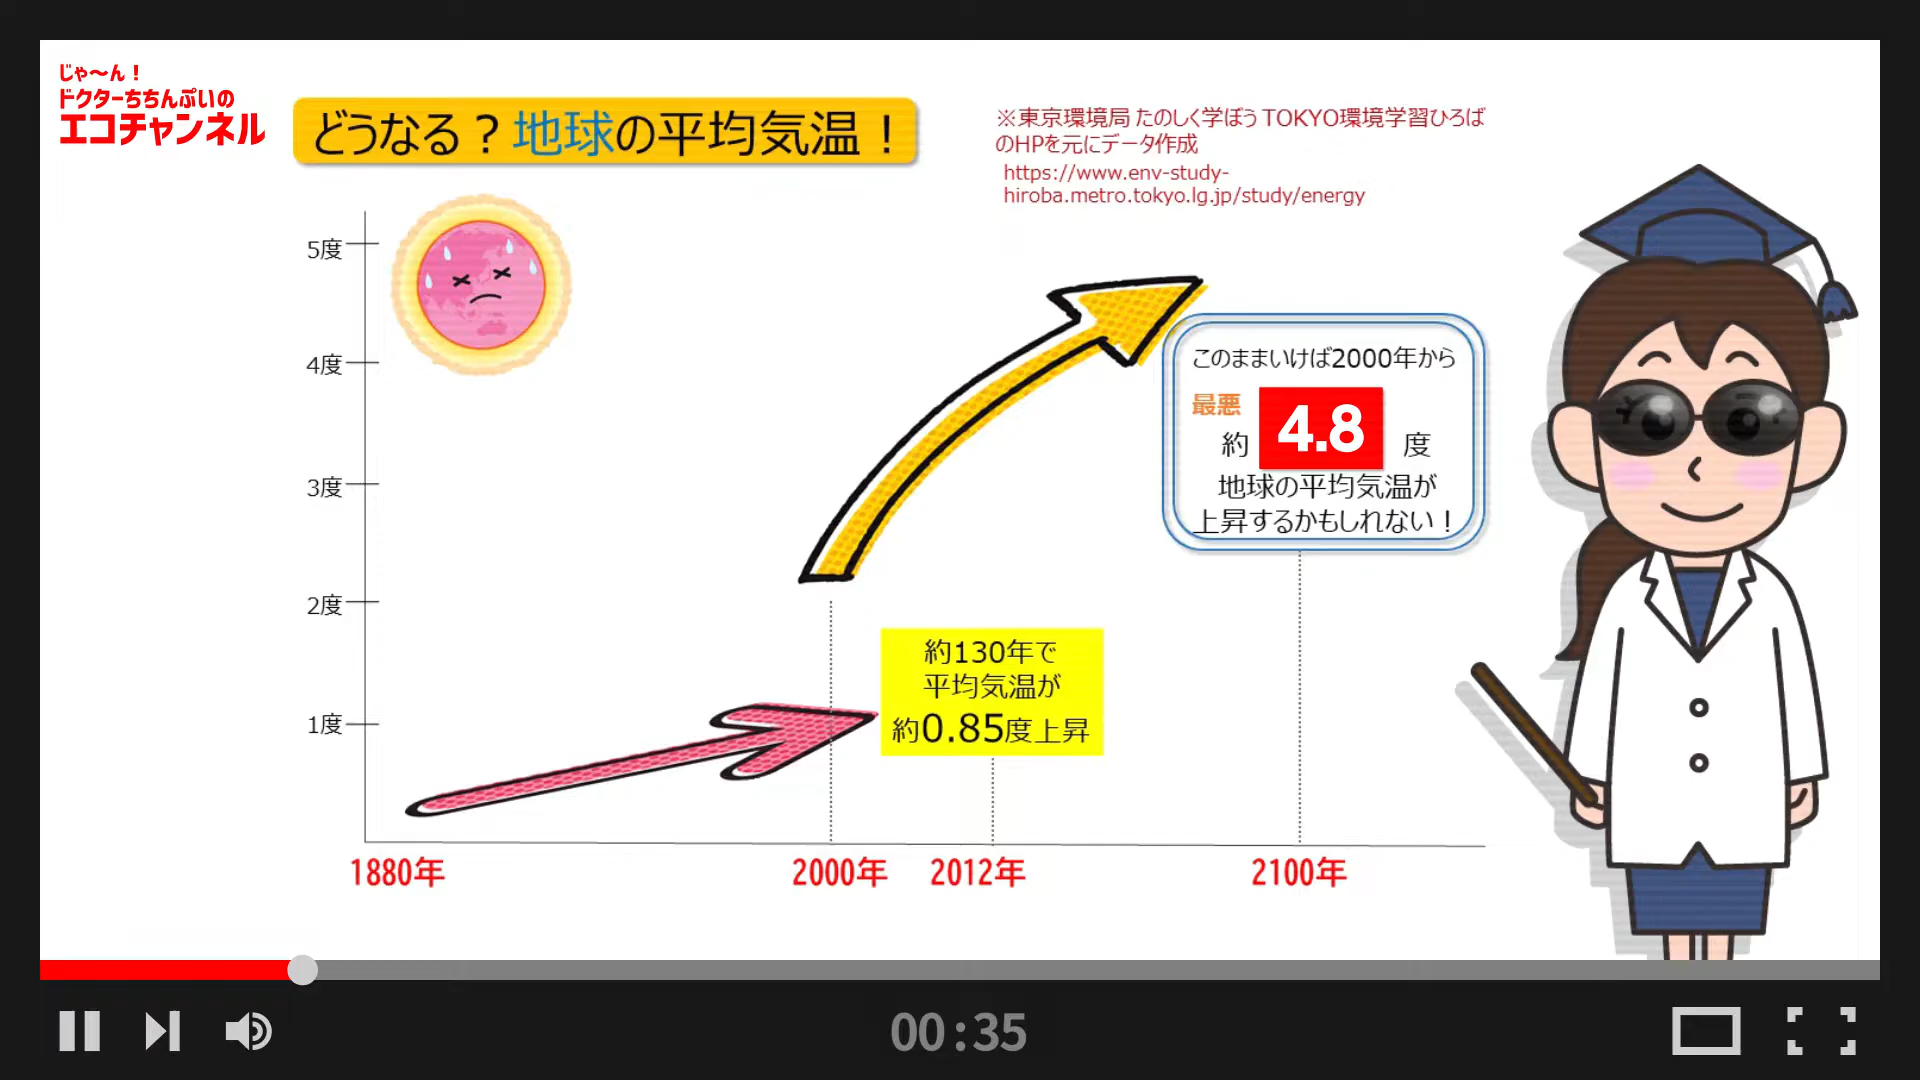 じゃ～ん！
ドクターちちんぷいの
エコチャンネル
どうなる？地球の平均気温！
※東京環境局 たのしく学ぼう TOKYO環境学習ひろば
のHPを元にデータ作成
https://www.env-study-
hiroba.metro.tokyo.lg.jp/study/energy
5度
4度
3度
2度
1度
このままいけば2000年から
最悪
約 4.8 度
地球の平均気温が
上昇するかもしれない！
約130年で
平均気温が
約0.85度上昇
1880年 2000年 2012年 2100年
00:35